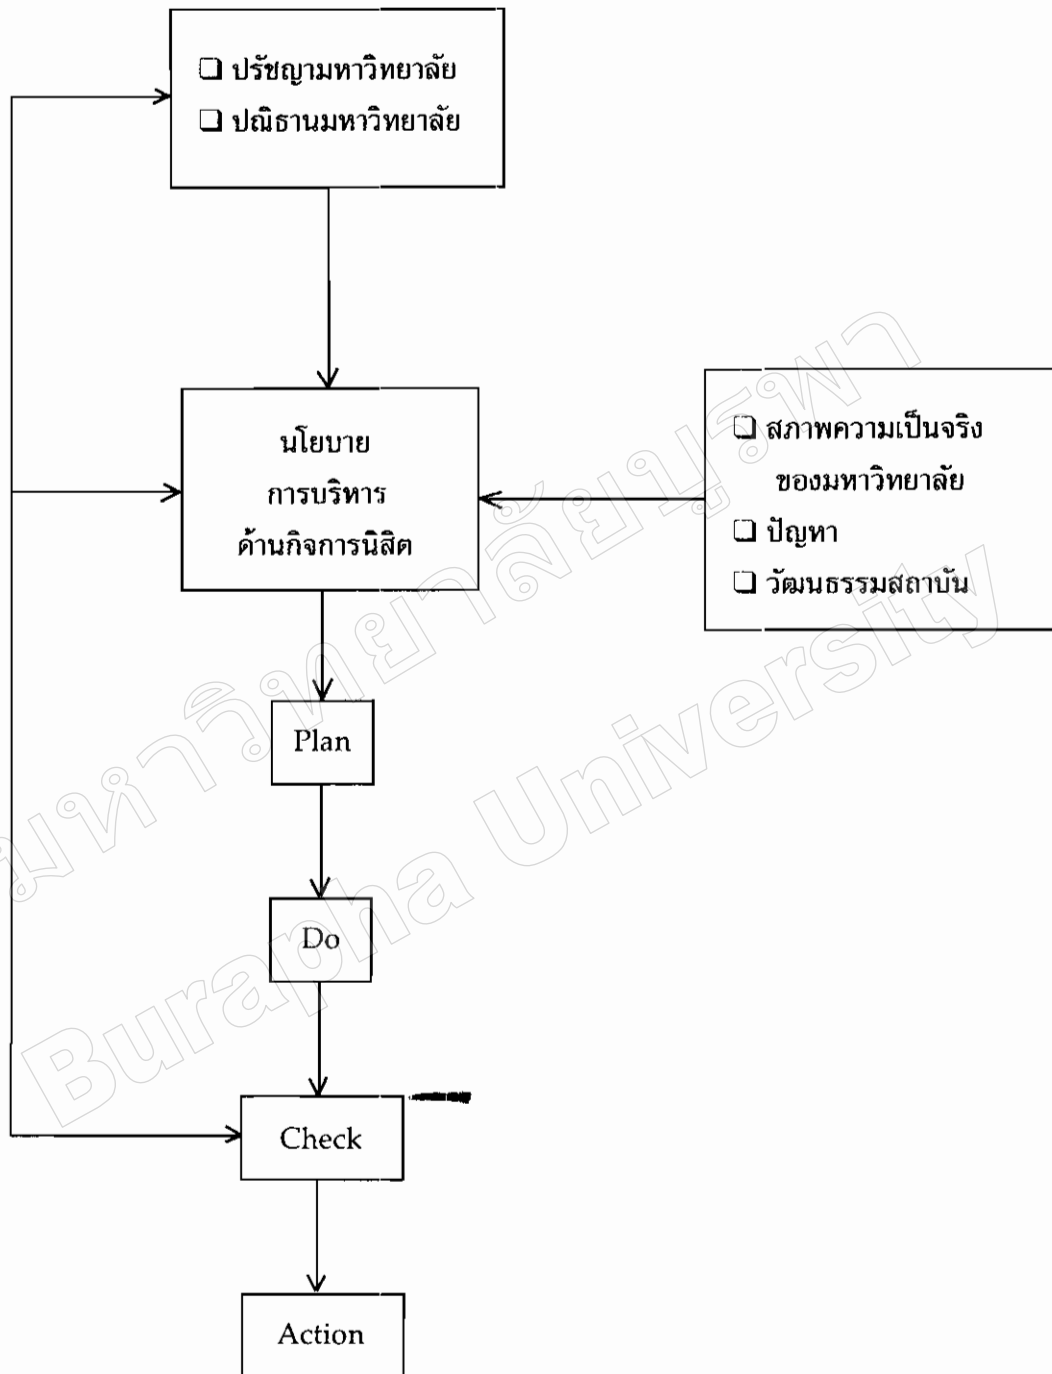 ❑ ปรัชญามหาวิทยาลัย
❑ ปณิธานมหาวิทยาลัย
นโยบาย
การบริหาร
ด้านกิจการนิสิต
❑ สภาพความเป็นจริง
ของมหาวิทยาลัย
❑ ปัญหา
❑ วัฒนธรรมสถาบัน
Plan
Do
Check
Action
มหาวิทยาลัยบูรพา
Burapha University